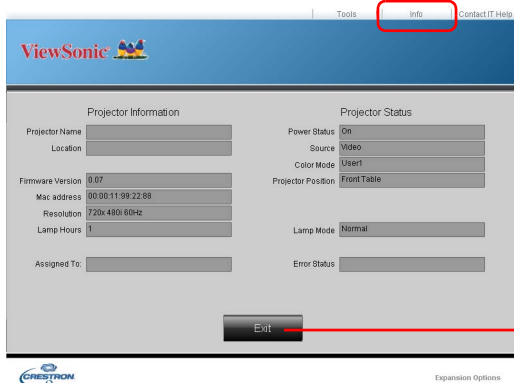 Tools info Contact IT Help
ViewSonic
Projector Information
Projector Name
Location
Firmware Version 0.07
Mac address 00:00:11:99:22:88
Resolution 720x 480i 60Hz
Lamp Hours 1
Assigned To:
Projector Status
Power Status On
Source Video
Color Mode User1
Projector Position Front Table
Lamp Mode Normal
Error Status
Exit
CRESTRON
Expansion Options